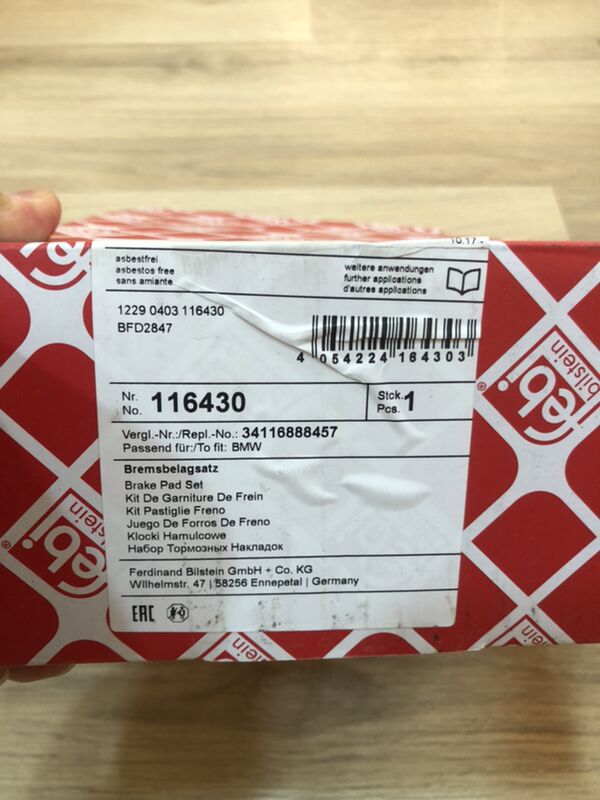 10.17 -
asbestfrei
asbestos free
sans amiante
weitere anwendungen
further applications
d'autres applications
1229 0403 116430
BFD2847
4 054224 164303
Nr.
No. 116430
Stck.
Pcs. 1
Vergl.-Nr.:/Repl.-No.: 34116888457
Passend für:/To fit: BMW
Bremsbelagsatz
Brake Pad Set
Kit De Garniture De Frein
Kit Pastiglie Freno
Juego De Forros De Freno
Klocki Hamulcowe
Набор Тормозных Накладок
Ferdinand Bilstein GmbH + Co. KG
Wilhelmstr. 47 | 58256 Ennepetal | Germany
EAC
febi
bilstein
febi
bilstein
bilstein
bilstein